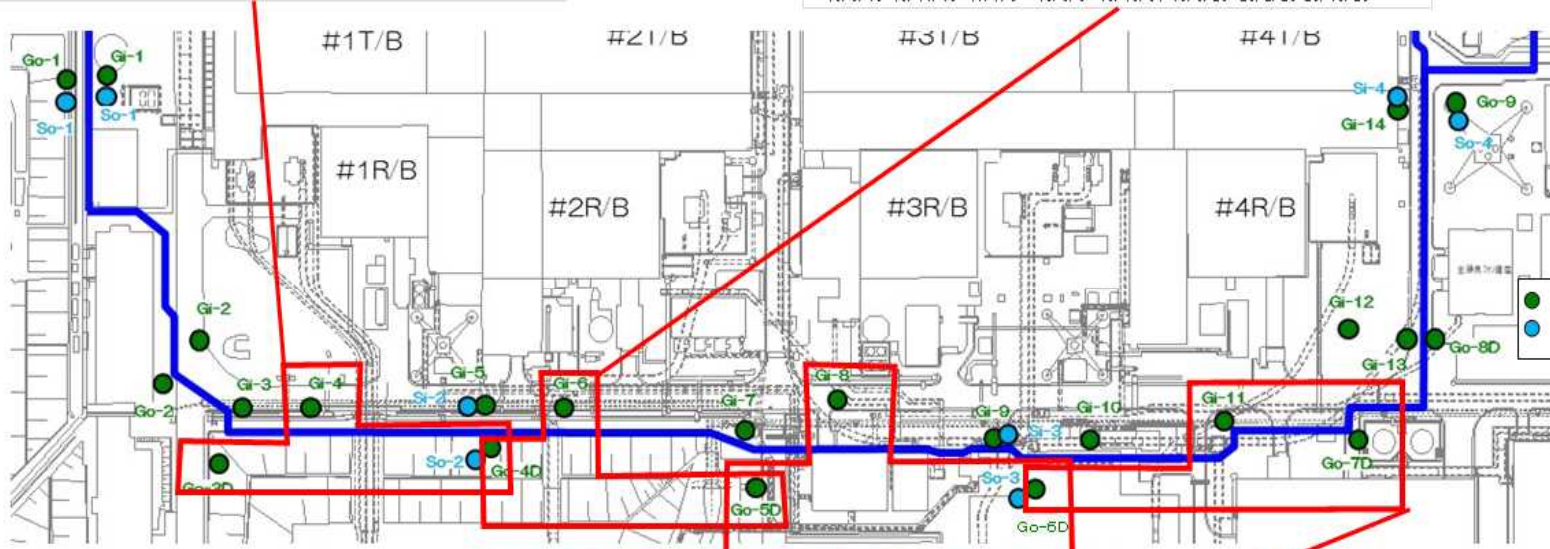 #1T/B
#2T/B
#3T/B
#4T/B
Go-1
Gi-1
So-1
So-1
Si-4
Gi-14
Go-9
So-4
#1R/B
#2R/B
#3R/B
#4R/B
Gi-2
Gi-12
Go-8D
Gi-13
Go-2
Gi-3
Gi-4
Gi-5
Si-2
Gi-6
Gi-7
Gi-8
Gi-9
Si-3
Gi-10
Gi-11
Go-3D
So-2
Go-4D
Go-5D
So-3
Go-6D
Go-7D